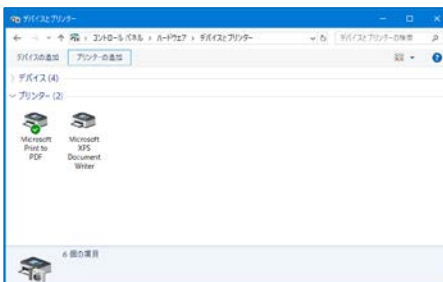 デバイスとプリンター
コントロール パネル › ハードウェア › デバイスとプリンター
デバイスとプリンターの検索
デバイスの追加 プリンターの追加
デバイス (4)
プリンター (2)
Microsoft Print to PDF
Microsoft XPS Document Writer
6 個の項目